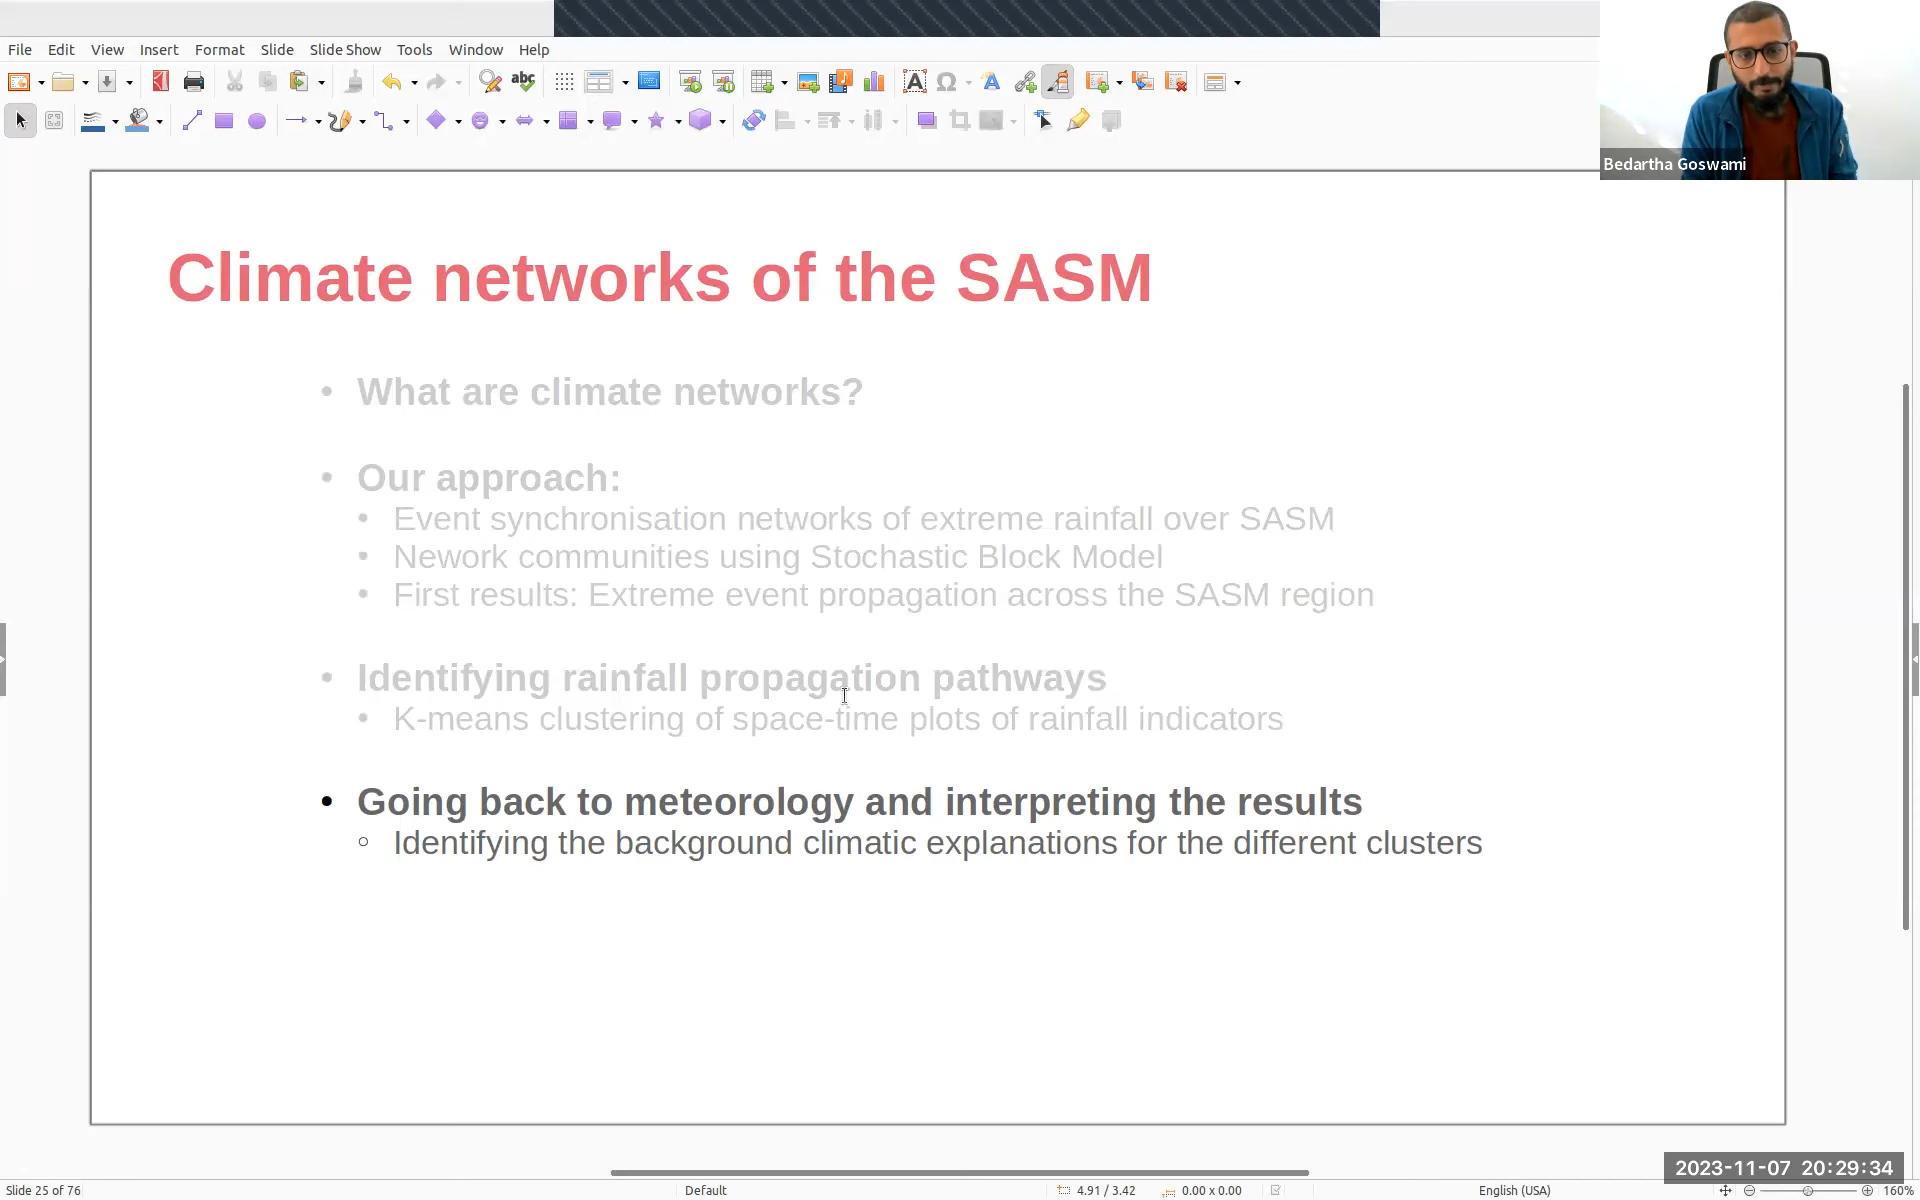 File Edit View Insert Format Slide Slide Show Tools Window Help
abc
Bedartha Goswami
Climate networks of the SASM
What are climate networks?
Our approach:
Event synchronisation networks of extreme rainfall over SASM
Nework communities using Stochastic Block Model
First results: Extreme event propagation across the SASM region
Identifying rainfall propagation pathways
K-means clustering of space-time plots of rainfall indicators
Going back to meteorology and interpreting the results
Identifying the background climatic explanations for the different clusters
2023-11-07 20:29:34
Slide 25 of 76 Default 4.91 / 3.42 0.00 x 0.00 English (USA) 160%